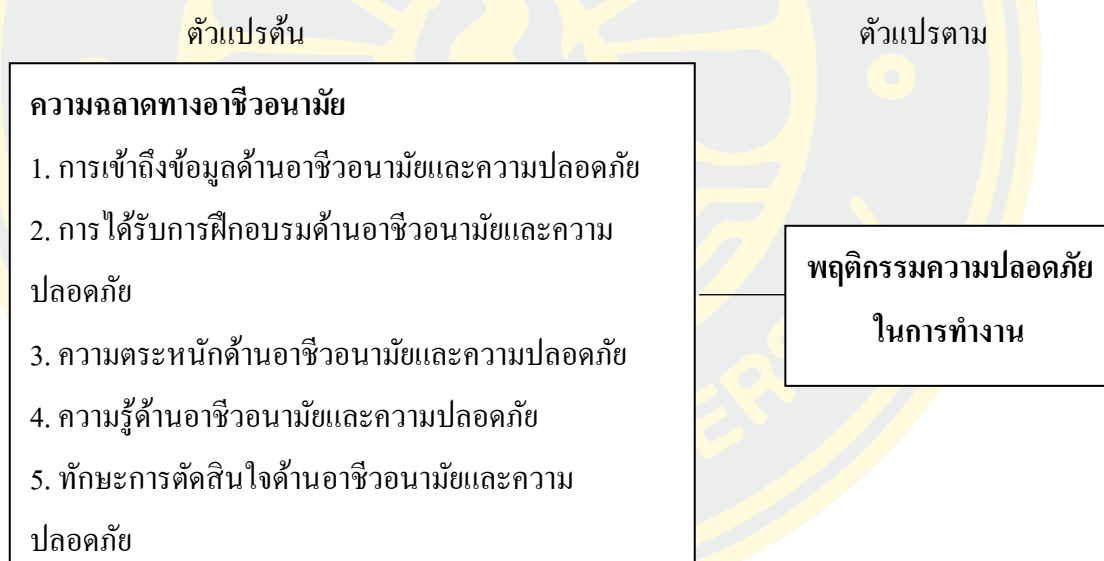 ตัวแปรต้น
ตัวแปรตาม
ความฉลาดทางอาชีวอนามัย
1. การเข้าถึงข้อมูลด้านอาชีวอนามัยและความปลอดภัย
2. การได้รับการฝึกอบรมด้านอาชีวอนามัยและความ
ปลอดภัย
3. ความตระหนักด้านอาชีวอนามัยและความปลอดภัย
4. ความรู้ด้านอาชีวอนามัยและความปลอดภัย
5. ทักษะการตัดสินใจด้านอาชีวอนามัยและความ
ปลอดภัย
พฤติกรรมความปลอดภัย
ในการทำงาน